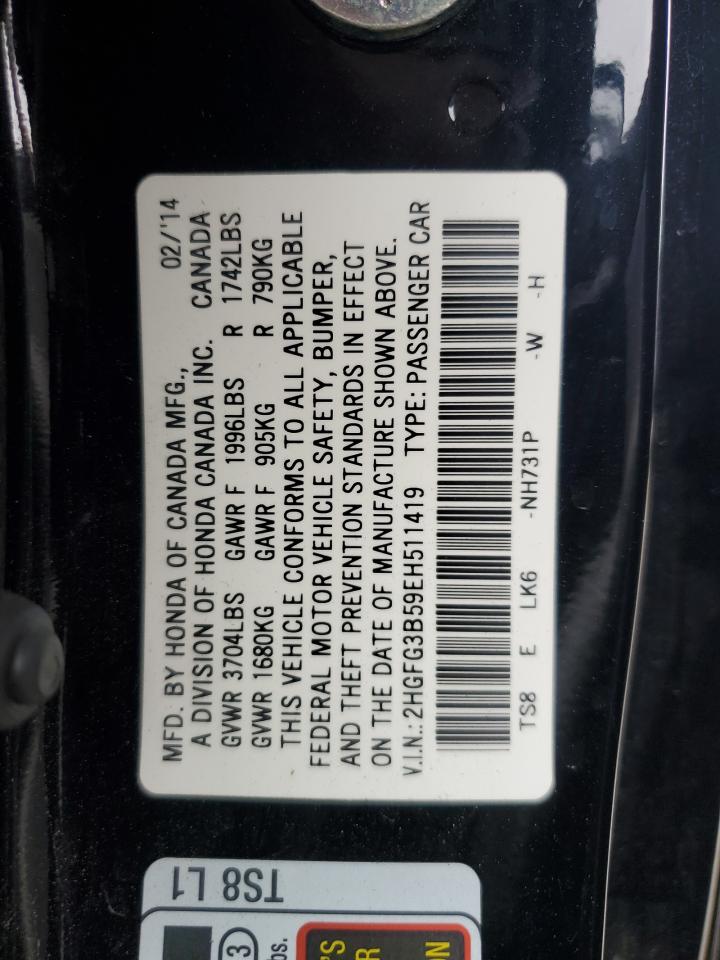 MFD. BY HONDA OF CANADA MFG., 02/'14
A DIVISION OF HONDA CANADA INC. CANADA
GVWR 3704LBS GAWR F 1996LBS R 1742LBS
GVWR 1680KG GAWR F 905KG R 790KG
THIS VEHICLE CONFORMS TO ALL APPLICABLE
FEDERAL MOTOR VEHICLE SAFETY, BUMPER,
AND THEFT PREVENTION STANDARDS IN EFFECT
ON THE DATE OF MANUFACTURE SHOWN ABOVE.
V.I.N.: 2HGFG3B59EH511419 TYPE: PASSENGER CAR
TS8 E LK6 -NH731P -W -H
TS8 L1
3
bs.
'S
R
ON